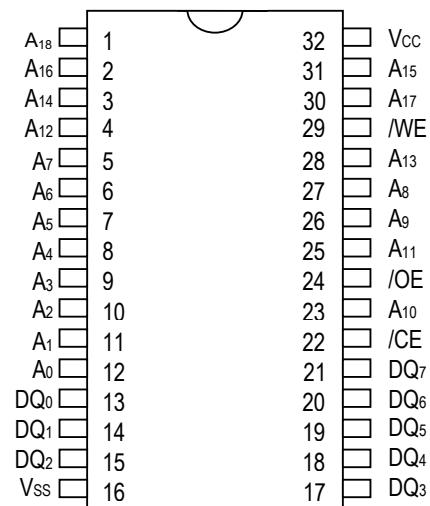 A18 1 32 VCC
A16 2 31 A15
A14 3 30 A17
A12 4 29 /WE
A7 5 28 A13
A6 6 27 A8
A5 7 26 A9
A4 8 25 A11
A3 9 24 /OE
A2 10 23 A10
A1 11 22 /CE
A0 12 21 DQ7
DQ0 13 20 DQ6
DQ1 14 19 DQ5
DQ2 15 18 DQ4
VSS 16 17 DQ3